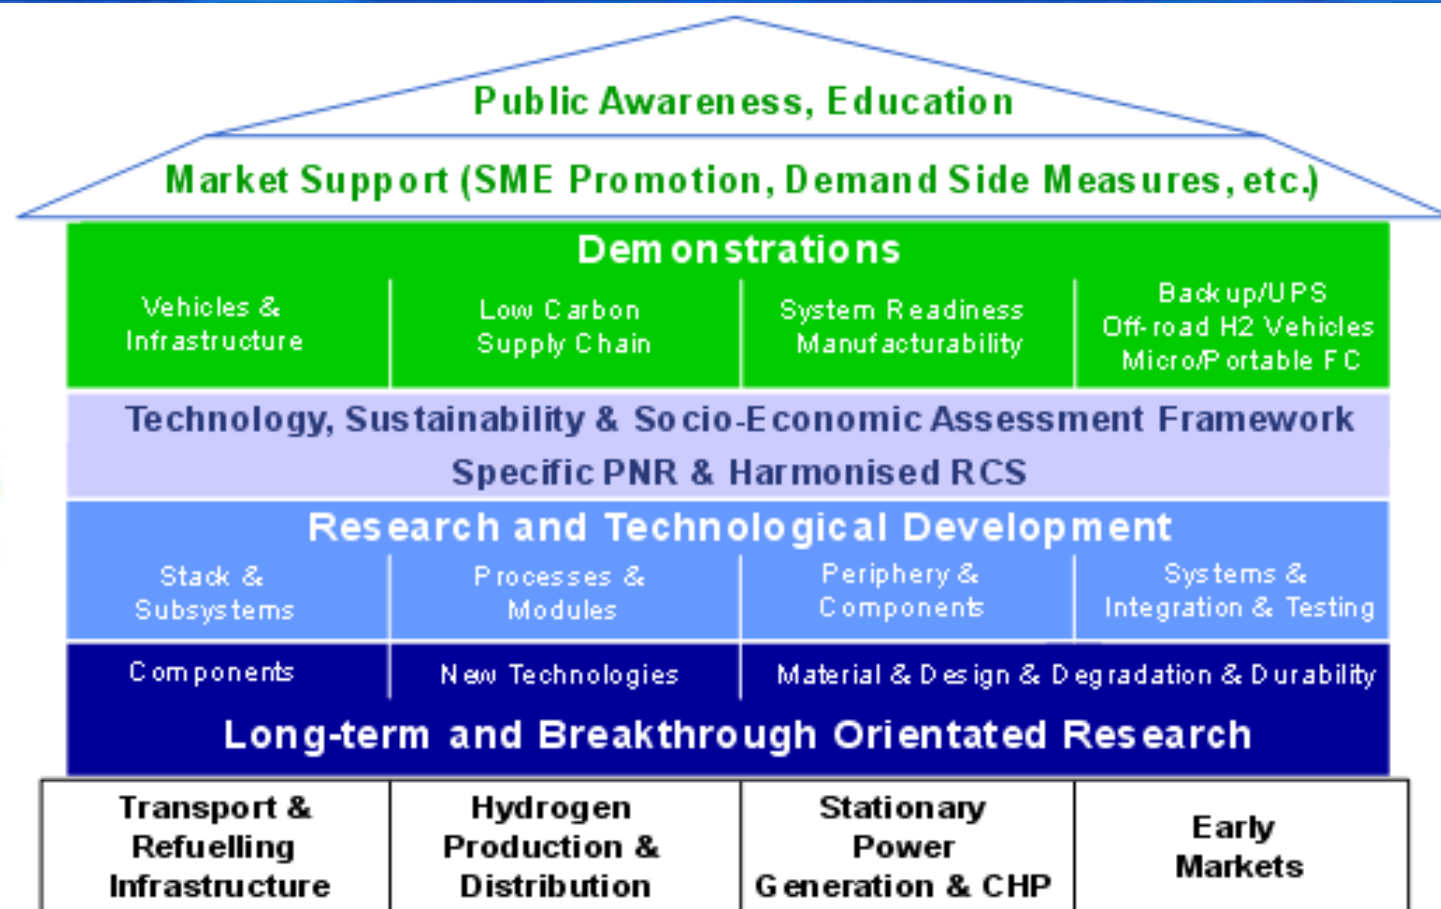 Public Awareness, Education
Market Support (SME Promotion, Demand Side Measures, etc.)
Demonstrations
Vehicles &
Infrastructure
Low Carbon
Supply Chain
System Readiness
Manufacturability
Backup/UPS
Off-road H2 Vehicles
Micro/Portable FC
Technology, Sustainability & Socio-Economic Assessment Framework
Specific PNR & Harmonised RCS
Research and Technological Development
Stack &
Subsystems
Processes &
Modules
Periphery &
Components
Systems &
Integration & Testing
Components
New Technologies
Material & Design & Degradation & Durability
Long-term and Breakthrough Orientated Research
Transport &
Refuelling
Infrastructure
Hydrogen
Production &
Distribution
Stationary
Power
Generation & CHP
Early
Markets